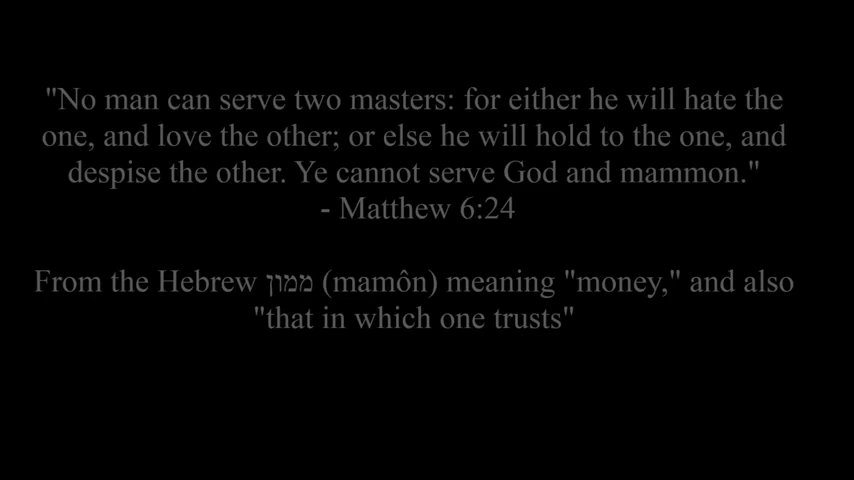 "No man can serve two masters: for either he will hate the
one, and love the other; or else he will hold to the one, and
despise the other. Ye cannot serve God and mammon."
- Matthew 6:24
From the Hebrew ממון (mamôn) meaning "money," and also
"that in which one trusts"